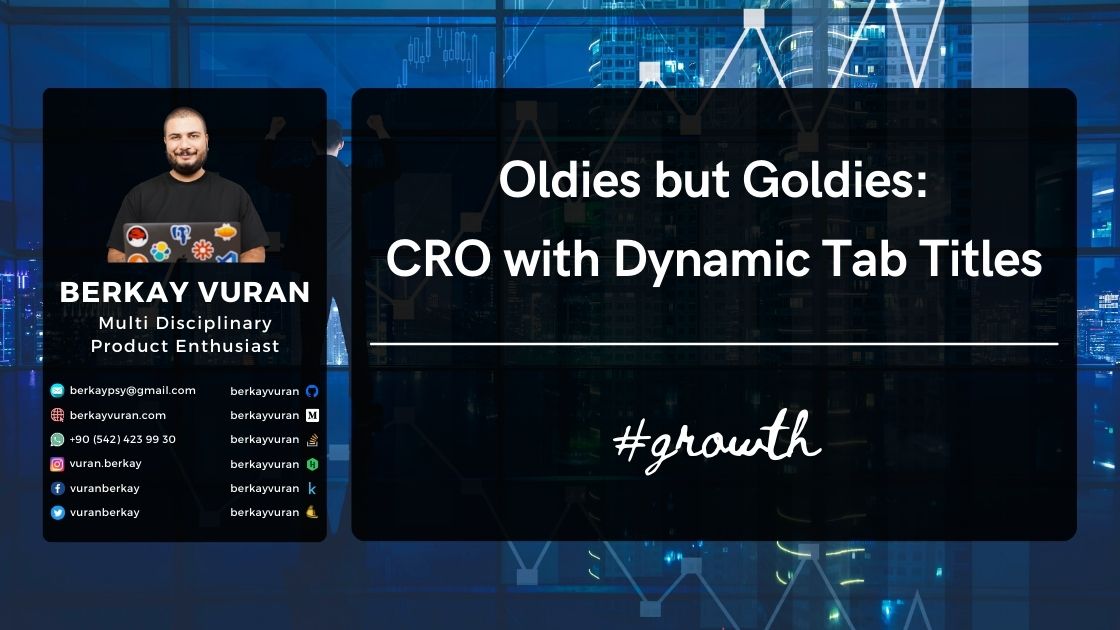 BERKAY VURAN
Multi Disciplinary
Product Enthusiast
berkaypsy@gmail.com
berkayvuran.com
+90 (542) 423 99 30
vuran.berkay
vuranberkay
vuranberkay
berkayvuran
berkayvuran M
berkayvuran
berkayvuran
berkayvuran k
berkayvuran
Oldies but Goldies:
CRO with Dynamic Tab Titles
#growth